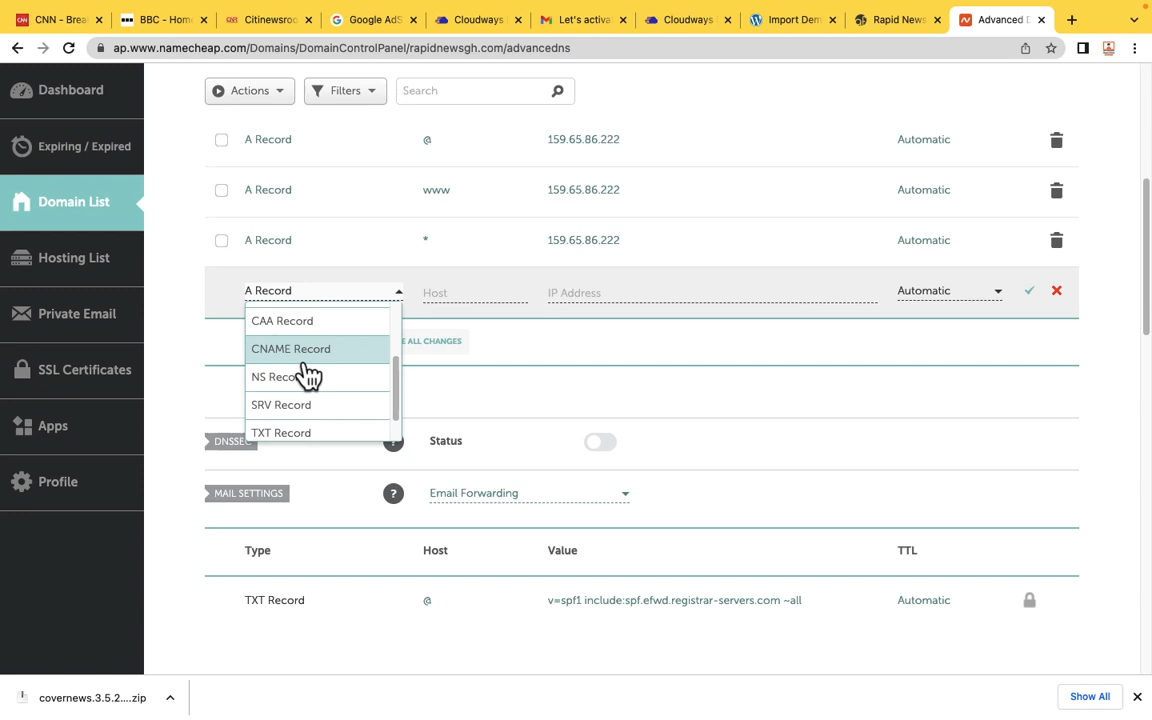 CNN - Brea
BBC - Hom
Citinewsroo
Google AdS
Cloudways
Let's activa
Cloudways
Import Dem
Rapid News
Advanced
ap.www.namecheap.com/Domains/DomainControlPanel/rapidnewsgh.com/advancedns
Dashboard
Expiring / Expired
Domain List
Hosting List
Private Email
SSL Certificates
Apps
Profile
Actions Filters Search
A Record @ 159.65.86.222 Automatic
A Record www 159.65.86.222 Automatic
A Record * 159.65.86.222 Automatic
A Record Host IP Address Automatic
CAA Record
CNAME Record
NS Reco
SRV Record
TXT Record
E ALL CHANGES
DNSSEC ? Status
MAIL SETTINGS ? Email Forwarding
Type Host Value TTL
TXT Record @ v=spf1 include:spf.efwd.registrar-servers.com ~all Automatic
covernews.3.5.2....zip
Show All